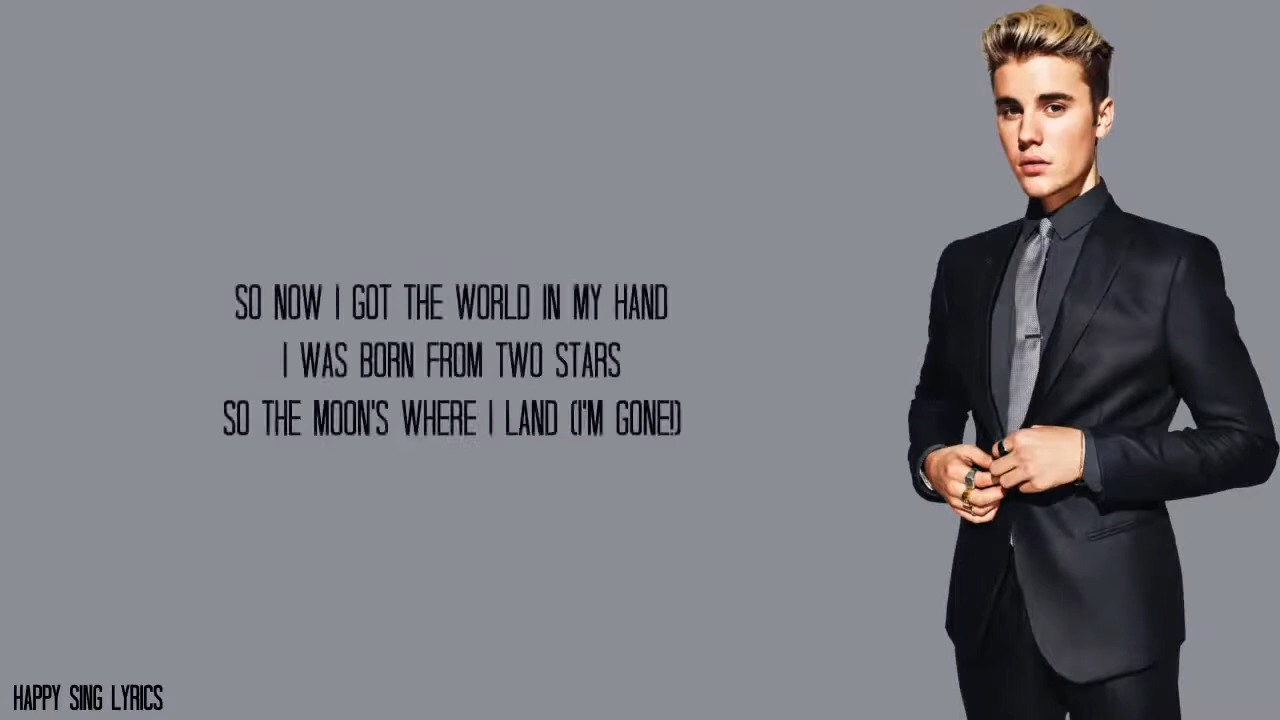 SO NOW I GOT THE WORLD IN MY HAND
I WAS BORN FROM TWO STARS
SO THE MOON'S WHERE I LAND (I'M GONE!)
HAPPY SING LYRICS